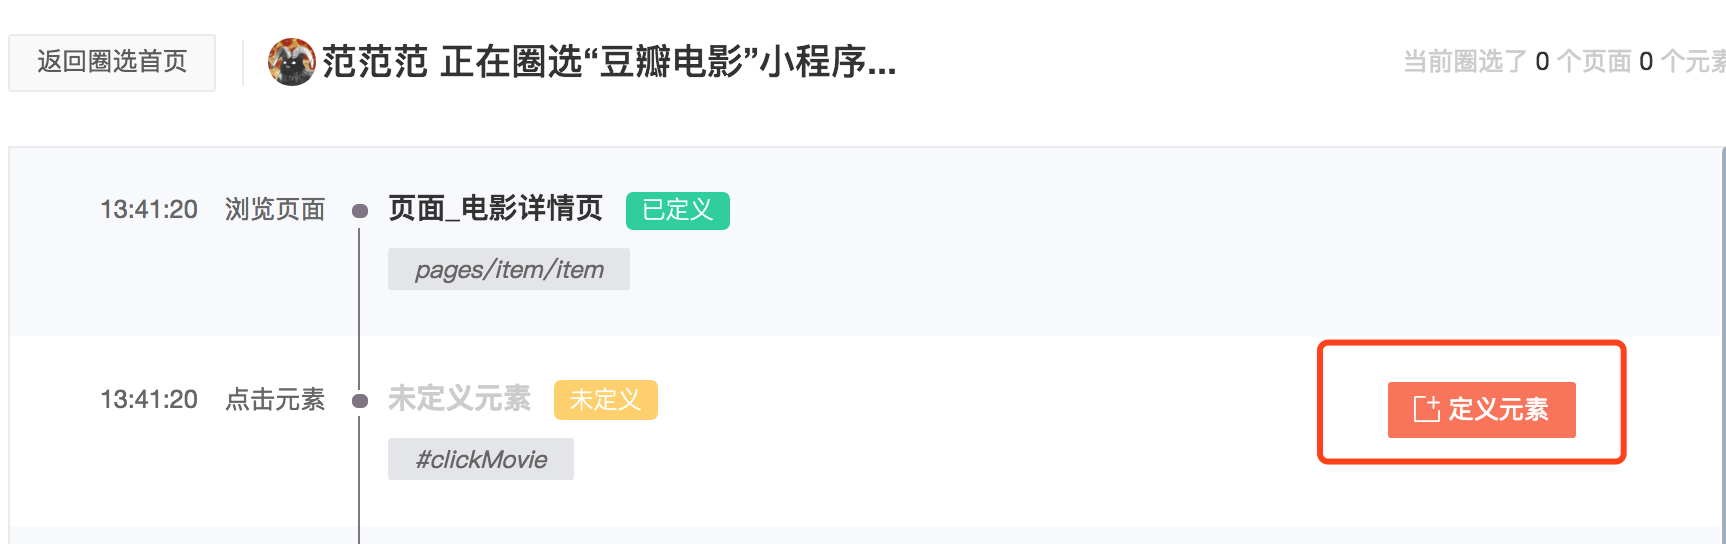 返回圈选首页
范范范 正在圈选“豆瓣电影”小程序...
当前圈选了 0 个页面 0 个元素
13:41:20 浏览页面 页面_电影详情页 已定义
pages/item/item
13:41:20 点击元素 未定义元素 未定义
定义元素
#clickMovie